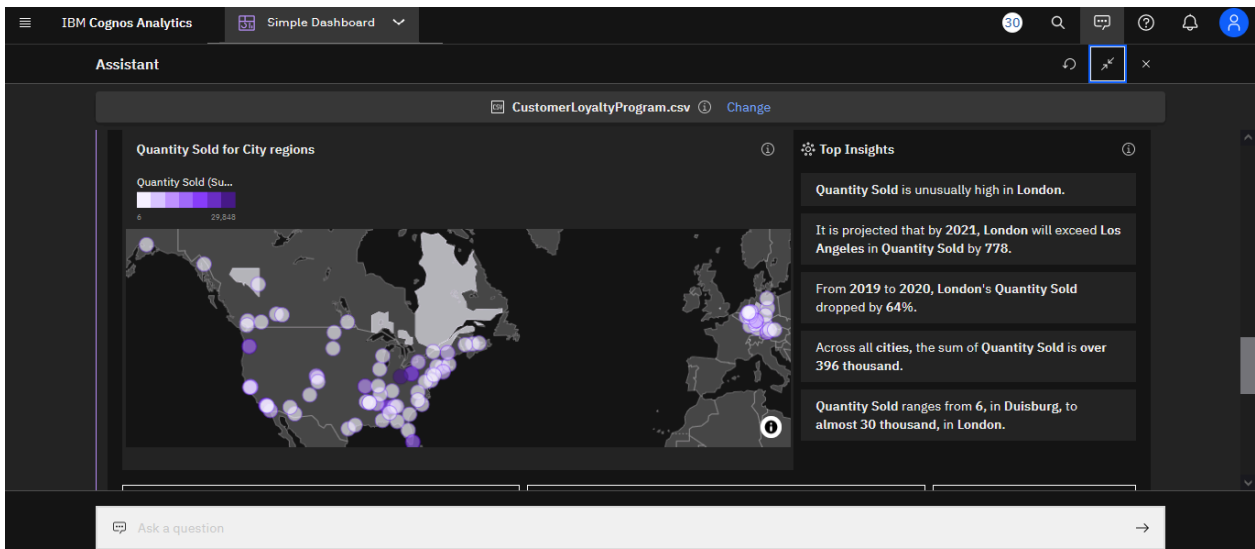 IBM Cognos Analytics
Simple Dashboard
30
Assistant
CustomerLoyaltyProgram.csv
Change
Quantity Sold for City regions
Quantity Sold (Su...
6 29,848
Top Insights
Quantity Sold is unusually high in London.
It is projected that by 2021, London will exceed Los
Angeles in Quantity Sold by 778.
From 2019 to 2020, London's Quantity Sold
dropped by 64%.
Across all cities, the sum of Quantity Sold is over
396 thousand.
Quantity Sold ranges from 6, in Duisburg, to
almost 30 thousand, in London.
Ask a question